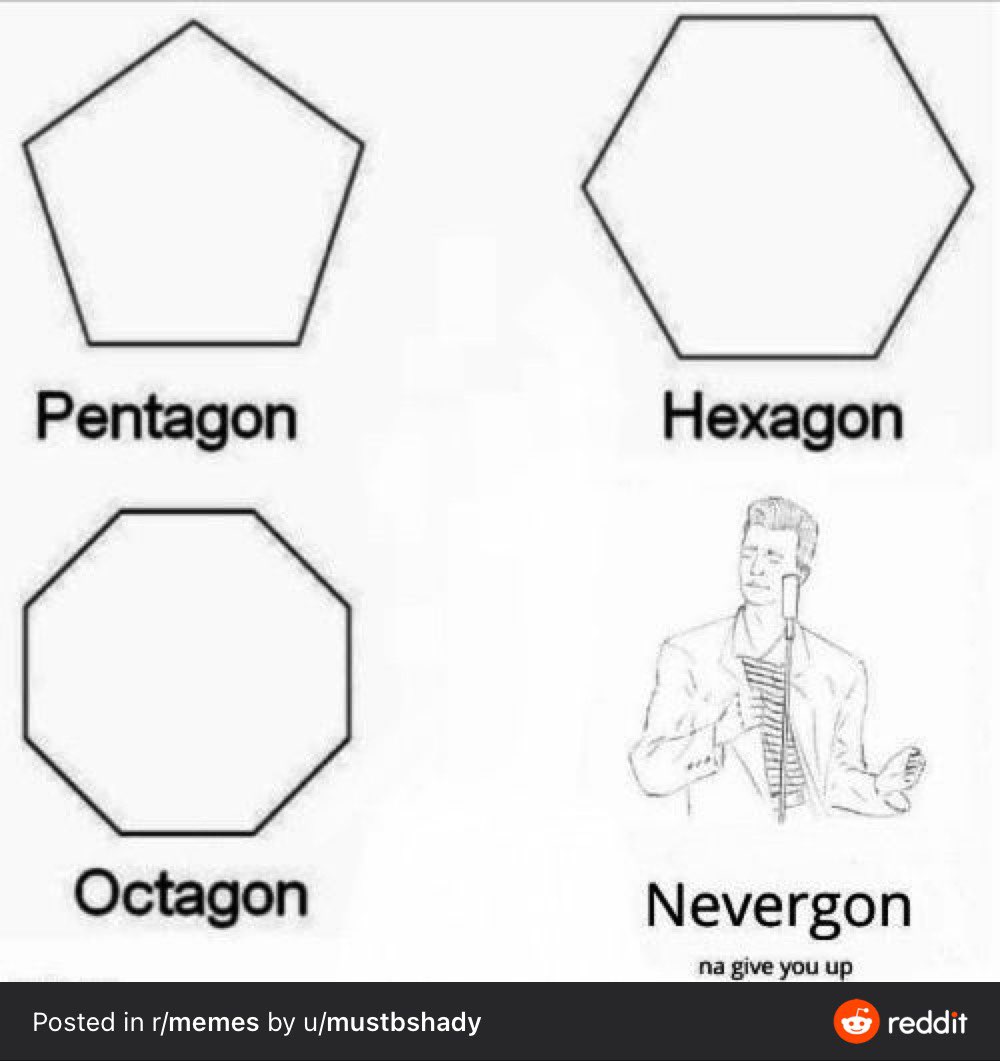 Pentagon
Hexagon
Octagon
Nevergon
na give you up
Posted in r/memes by u/mustbshady
reddit